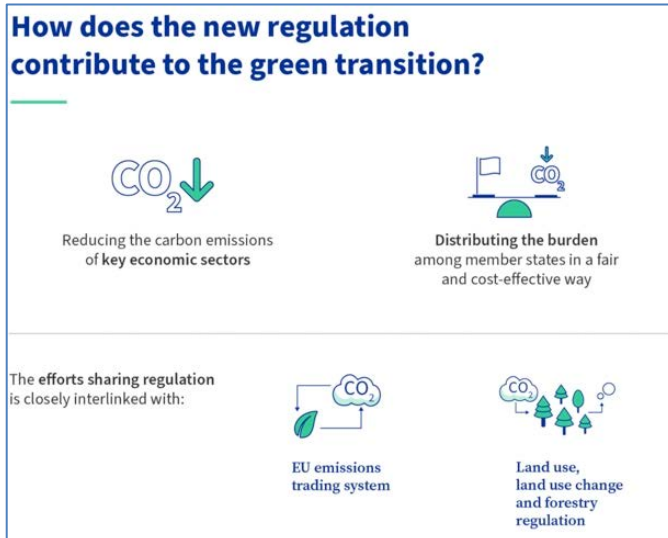 How does the new regulation
contribute to the green transition?
CO2
CO2
Reducing the carbon emissions
of key economic sectors
Distributing the burden
among member states in a fair
and cost-effective way
The efforts sharing regulation
is closely interlinked with:
CO2
CO2
EU emissions
trading system
Land use,
land use change
and forestry
regulation